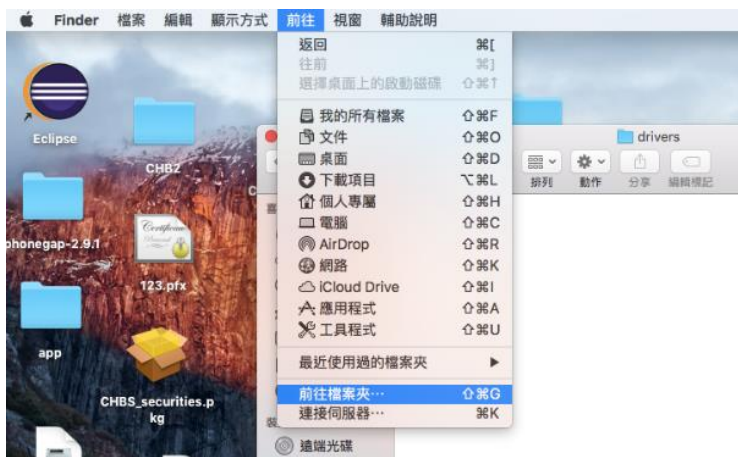 Finder 檔案 編輯 顯示方式 前往 視窗 輔助說明
返回 ⌘[
往前 ⌘]
選擇桌面上的啟動磁碟 ⇧⌘↑
我的所有檔案 ⇧⌘F
文件 ⇧⌘O
桌面 ⇧⌘D
下載項目 ⌥⌘L
個人專屬 ⇧⌘H
電腦 ⇧⌘C
AirDrop ⇧⌘R
網路 ⇧⌘K
iCloud Drive ⇧⌘I
應用程式 ⇧⌘A
工具程式 ⇧⌘U
最近使用過的檔案夾 ▶
前往檔案夾⋯ ⇧⌘G
連接伺服器⋯ ⌘K
Eclipse
CHB2
phonegap-2.9.1
Certificate
Personal
123.pfx
app
CHBS_securities.p
kg
drivers
排列 動作 分享 編輯標記
遠端光碟